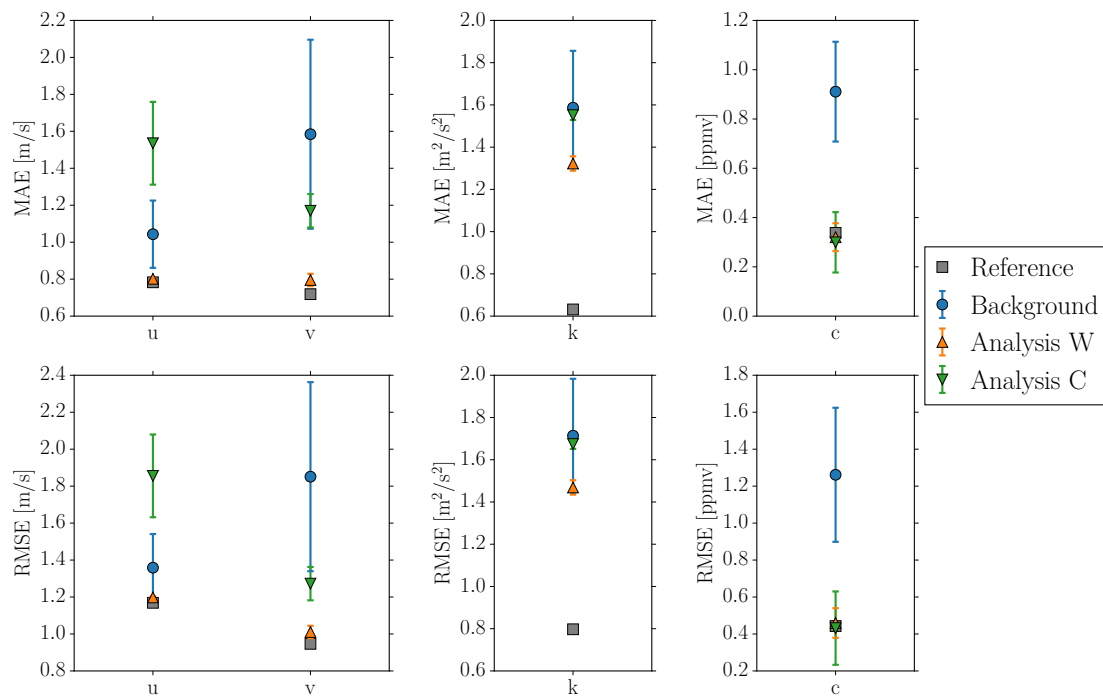 2.2
2.0
1.8
1.6
1.4
1.2
1.0
0.8
0.6
MAE [m/s]
u
v
2.0
1.8
1.6
1.4
1.2
1.0
0.8
0.6
MAE [m²/s²]
k
1.2
1.0
0.8
0.6
0.4
0.2
0.0
MAE [ppmv]
c
Reference
Background
Analysis W
Analysis C
2.4
2.2
2.0
1.8
1.6
1.4
1.2
1.0
0.8
RMSE [m/s]
u
v
2.0
1.8
1.6
1.4
1.2
1.0
0.8
0.6
RMSE [m²/s²]
k
1.8
1.6
1.4
1.2
1.0
0.8
0.6
0.4
0.2
RMSE [ppmv]
c